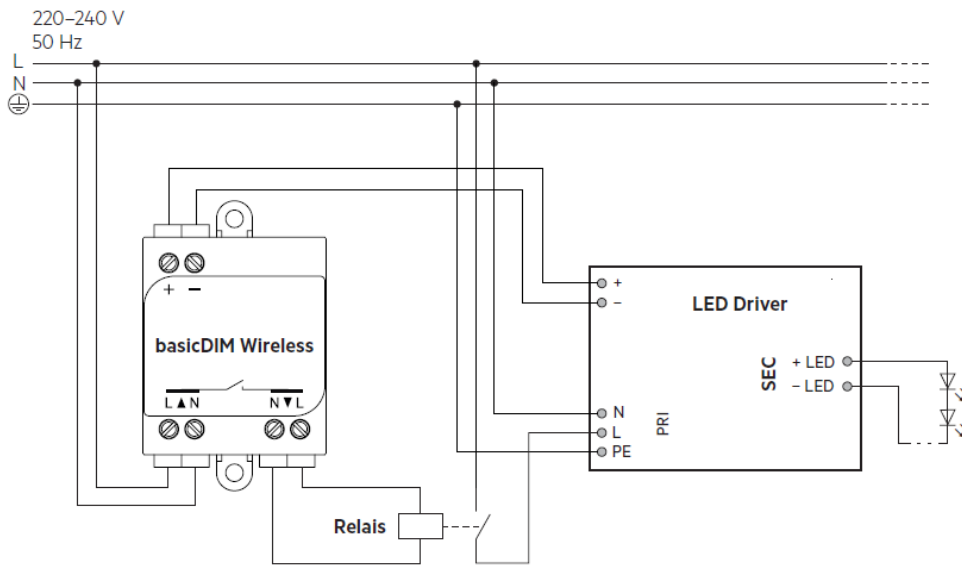 220–240 V
50 Hz
L
N
+ −
basicDIM Wireless
L ▲ N N ▼ L
Relais
+
−
LED Driver
SEC
+ LED
− LED
N
L
PE
PRI